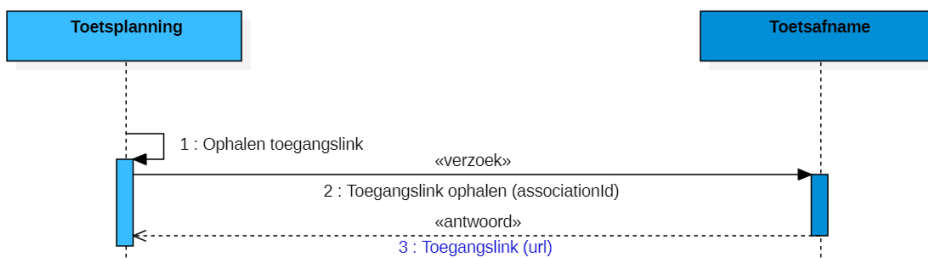 Toetsplanning
Toetsafname
1 : Ophalen toegangslink
«verzoek»
2 : Toegangslink ophalen (associationId)
«antwoord»
3 : Toegangslink (url)